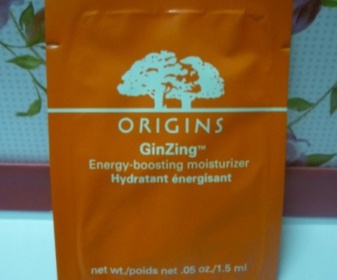 ORIGINS
GinZing™
Energy-boosting moisturizer
Hydratant énergisant
net wt./poids net .05 oz./1.5 ml